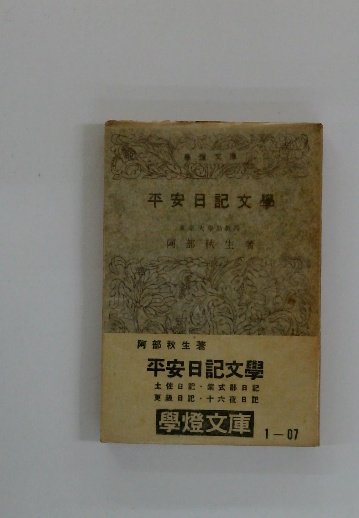 學燈文庫
平安日記文學
阿部秋生著
阿部秋生著
平安日記文學
土佐日記・紫式部日記
更級日記・十六夜日記
學燈文庫
1—07